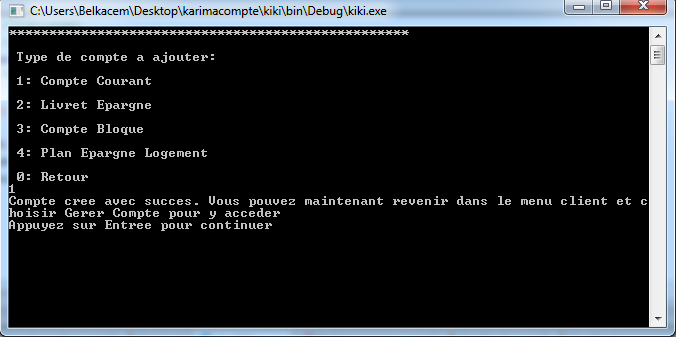 C:\Users\Belkacem\Desktop\karimacompte\kiki\bin\Debug\kiki.exe
**************************************************
Type de compte a ajouter:
1: Compte Courant
2: Livret Epargne
3: Compte Bloque
4: Plan Epargne Logement
0: Retour
1
Compte cree avec succes. Vous pouvez maintenant revenir dans le menu client et c
hoisir Gerer Compte pour y acceder
Appuyez sur Entree pour continuer